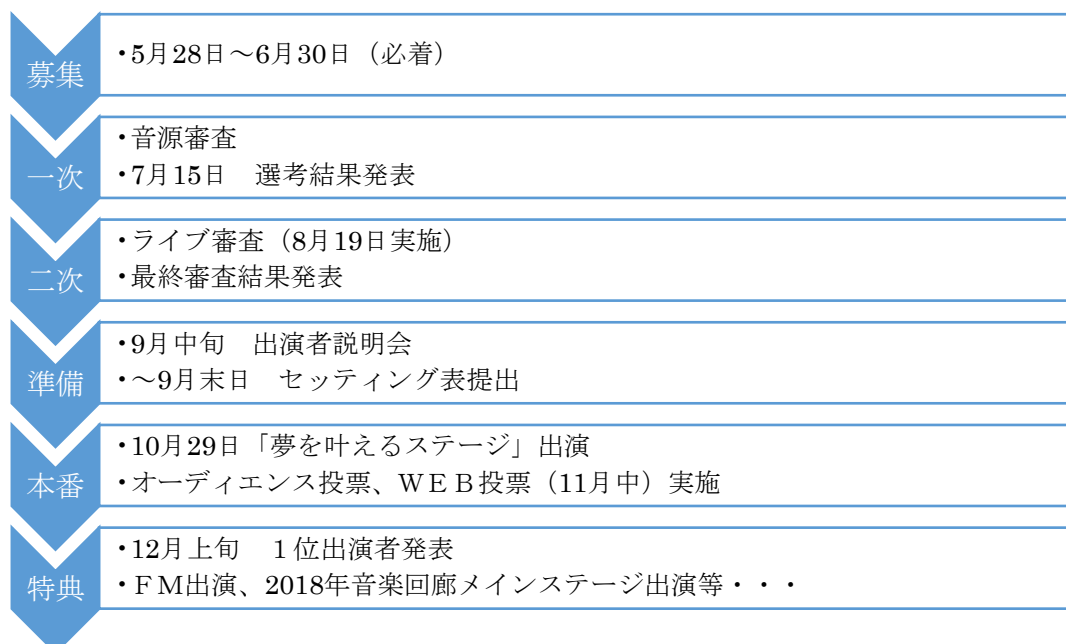 募集
・5月28日～6月30日（必着）
一次
・音源審査
・7月15日　選考結果発表
二次
・ライブ審査（8月19日実施）
・最終審査結果発表
準備
・9月中旬　出演者説明会
・～9月末日　セッティング表提出
本番
・10月29日「夢を叶えるステージ」出演
・オーディエンス投票、ＷＥＢ投票（11月中）実施
特典
・12月上旬　１位出演者発表
・ＦＭ出演、2018年音楽回廊メインステージ出演等・・・